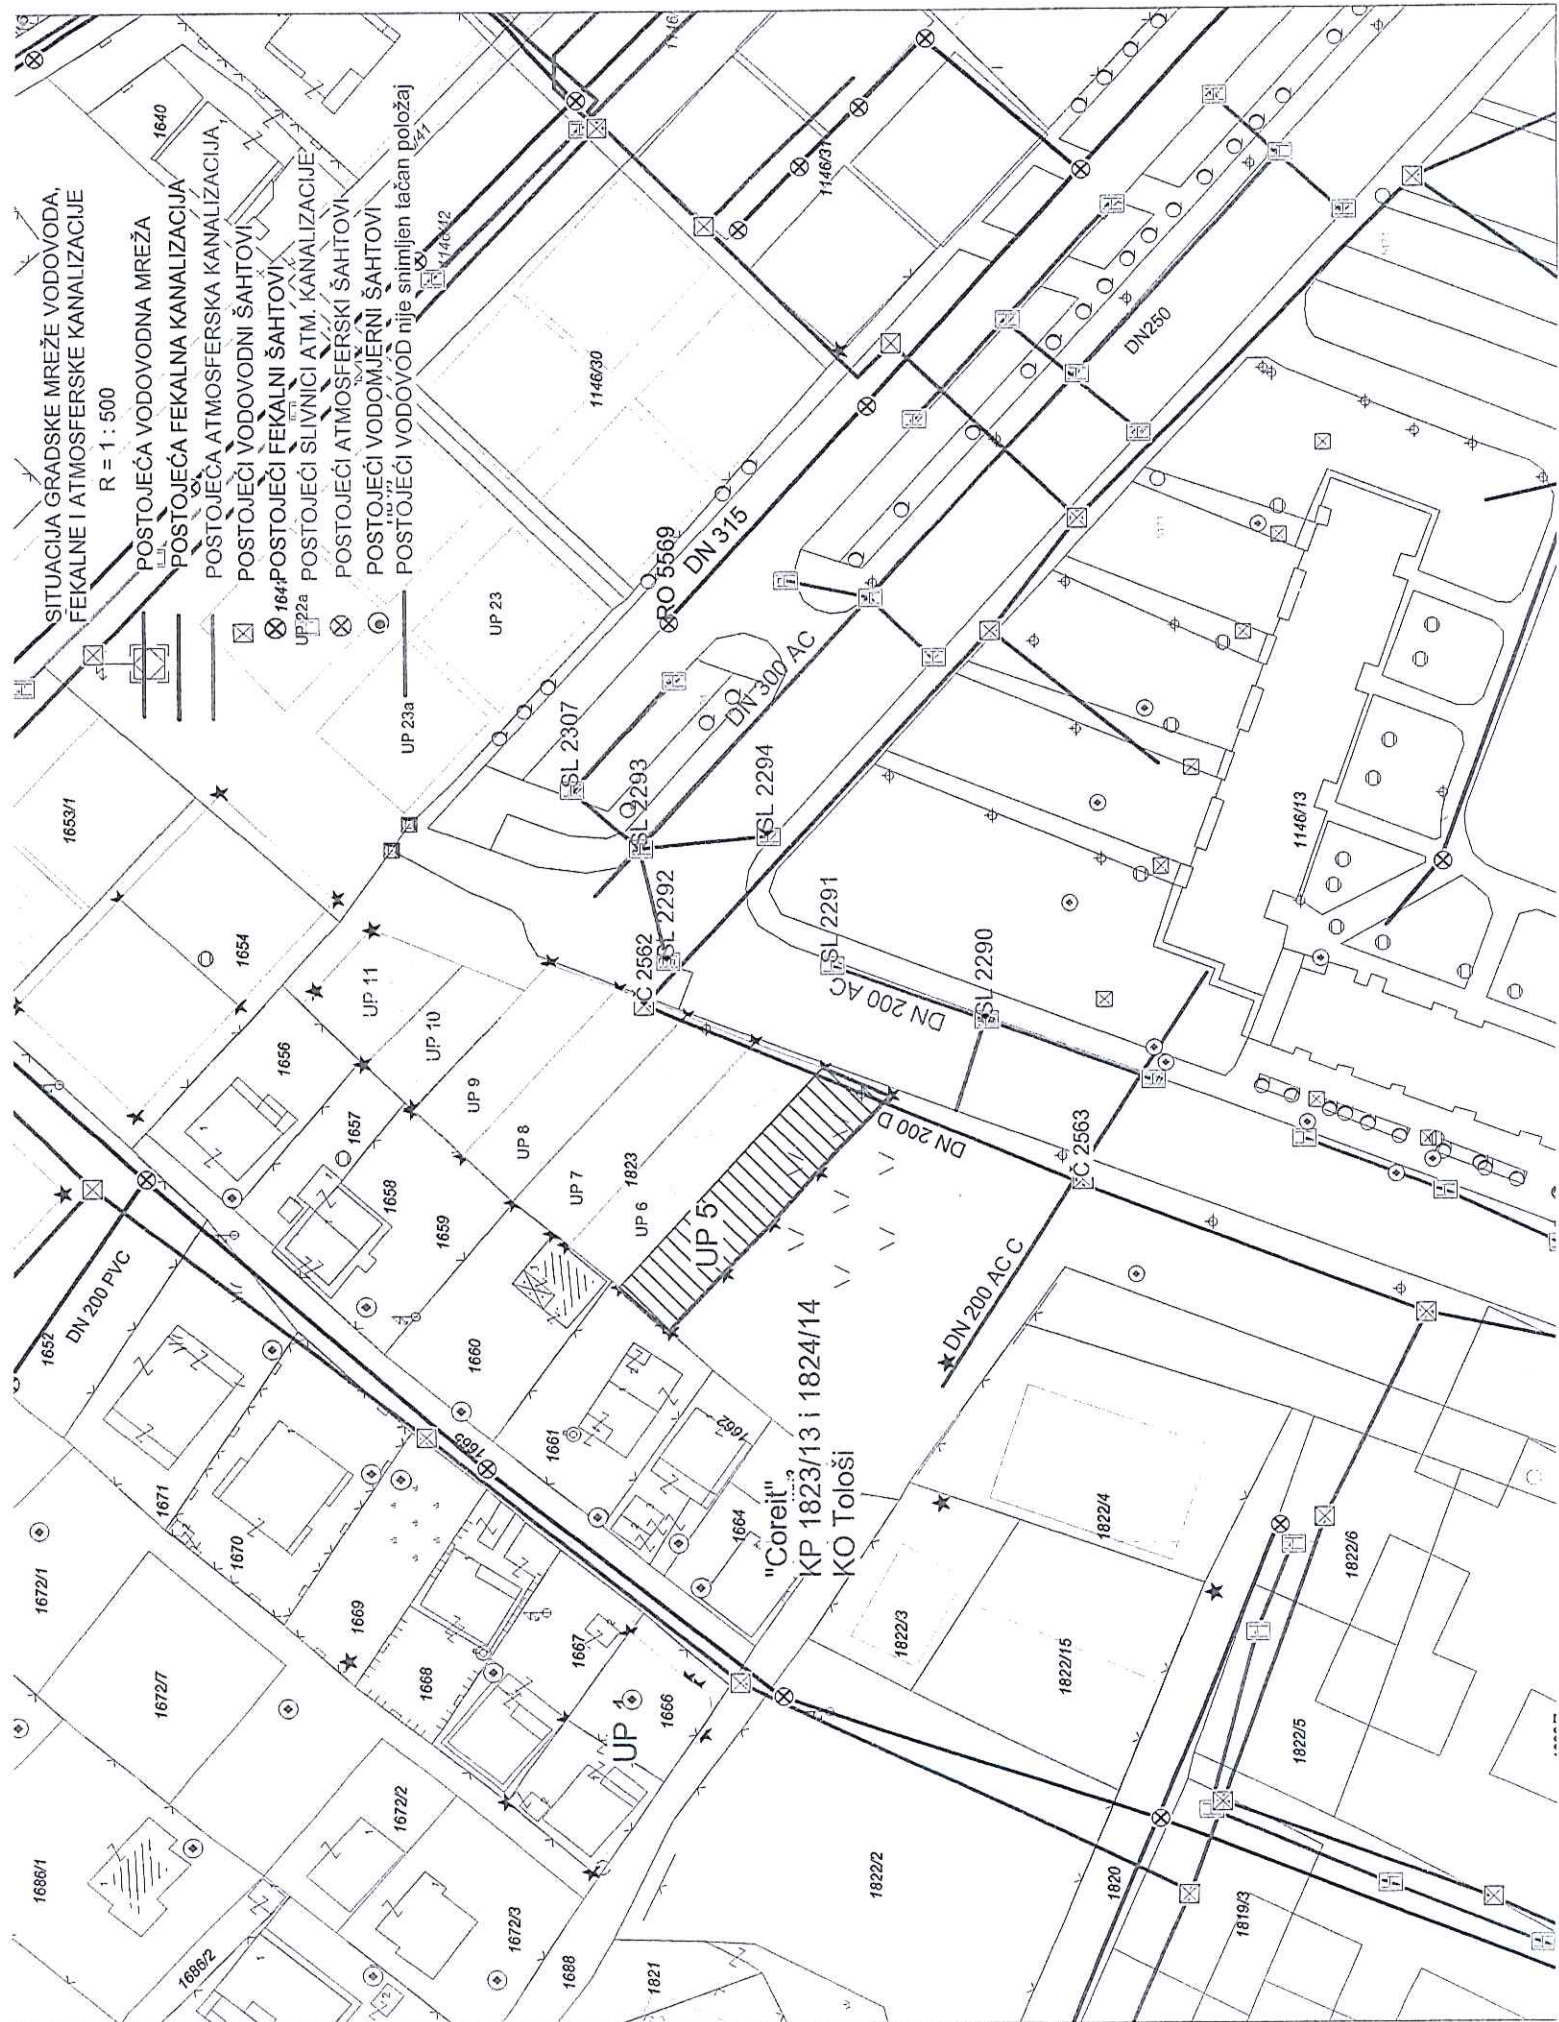 SITUACIJA GRADSKE MREŽE VODOVODA,
FEKALNE I ATMOSFERSKE KANALIZACIJE
R = 1 : 500
POSTOJEĆA VODOVODNA MREŽA
POSTOJEĆA FEKALNA KANALIZACIJA
POSTOJEĆA ATMOSFERSKA KANALIZACIJA
POSTOJEĆI VODOVODNI ŠAHTOVI
POSTOJEĆI FEKALNI ŠAHTOVI
POSTOJEĆI SLIVNICI ATM. KANALIZACIJE
POSTOJEĆI ATMOSFERSKI ŠAHTOVI
POSTOJEĆI VODOMJERNI ŠAHTOVI
POSTOJEĆI VODOVOD nije snimljen tačan položaj
1640
1146/12
1146/31
1146/30
UP 22a
UP 23
UP 23a
RO 5569
DN 315
DN250
DN 300 AC
SL 2307
SL 2293
SL 2294
SL 2292
C 2562
SL 2291
SL 2290
DN 200 AC
DN 200 D
Č 2563
DN 200 AC C
1146/13
1653/1
1654
1656
1657
1658
1659
1660
1661
1662
1664
1665
UP 11
UP 10
UP 9
UP 8
UP 7
1823
UP 6
UP 5
DN 200 PVC
1652
"Coreit"
KP 1823/13 i 1824/14
KO Tološi
1671
1670
1669
1668
1667
1666
UP 1
1672/1
1672/7
1672/2
1672/3
1686/1
1686/2
1688
1821
1822/2
1822/3
1822/4
1822/15
1822/6
1822/5
1820
1819/3